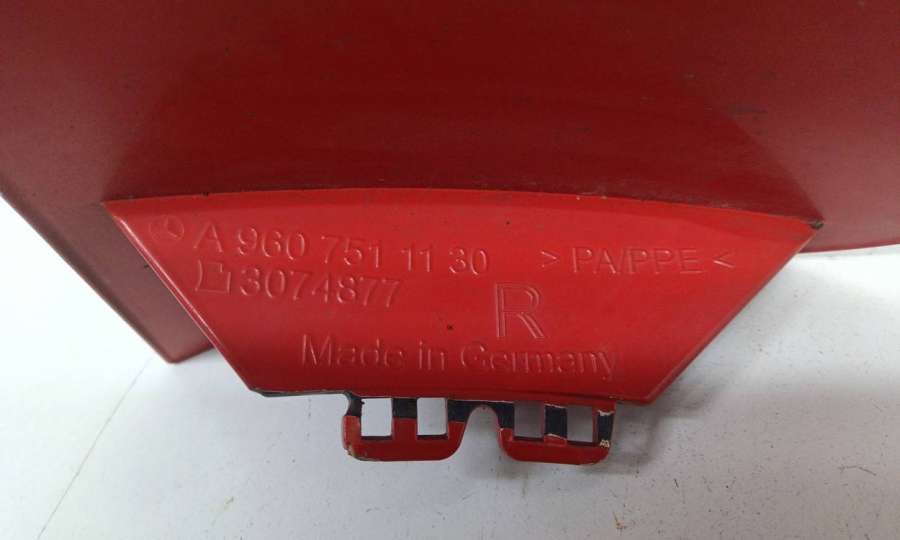 A 960 751 11 30 > PA/PPE <
3074877
R
Made in Germany